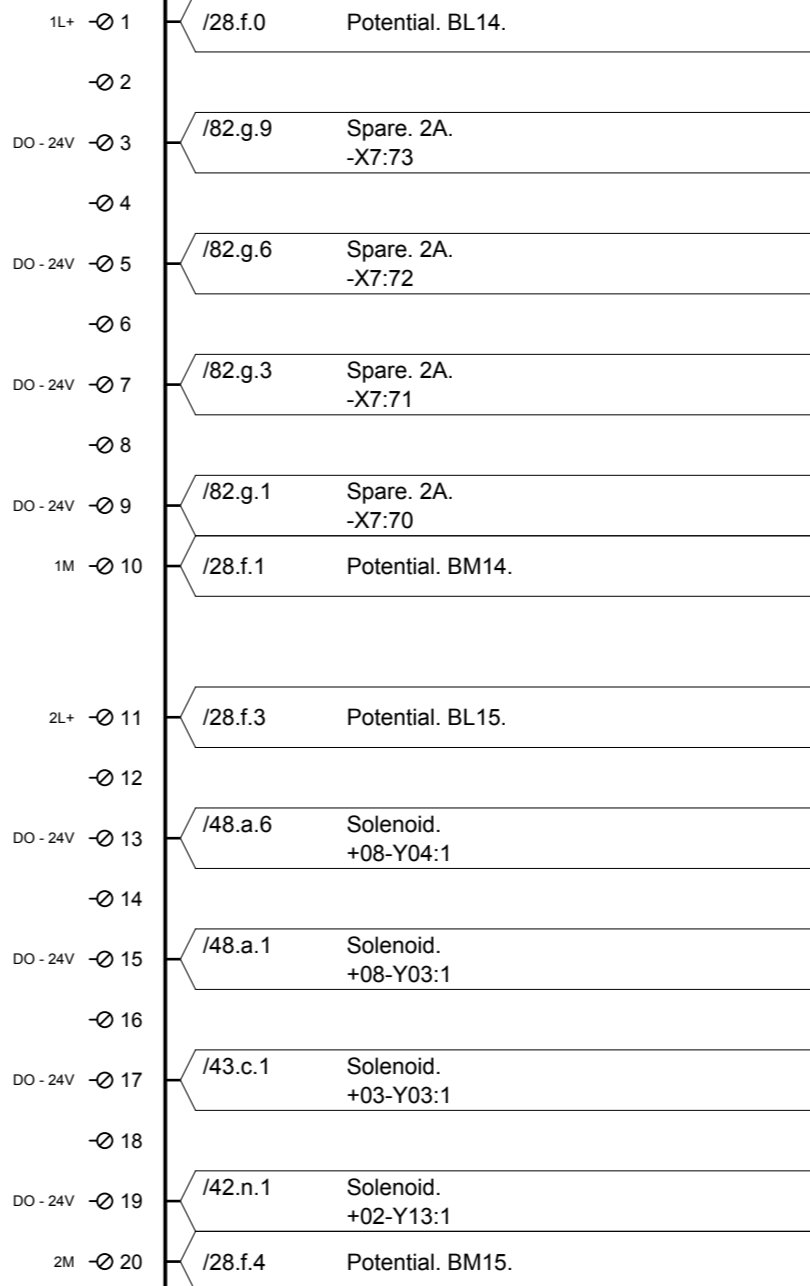 1L+ 1 /28.f.0 Potential. BL14.
2
DO - 24V 3 /82.g.9 Spare. 2A.
-X7:73
4
DO - 24V 5 /82.g.6 Spare. 2A.
-X7:72
6
DO - 24V 7 /82.g.3 Spare. 2A.
-X7:71
8
DO - 24V 9 /82.g.1 Spare. 2A.
-X7:70
1M 10 /28.f.1 Potential. BM14.
2L+ 11 /28.f.3 Potential. BL15.
12
DO - 24V 13 /48.a.6 Solenoid.
+08-Y04:1
14
DO - 24V 15 /48.a.1 Solenoid.
+08-Y03:1
16
DO - 24V 17 /43.c.1 Solenoid.
+03-Y03:1
18
DO - 24V 19 /42.n.1 Solenoid.
+02-Y13:1
2M 20 /28.f.4 Potential. BM15.